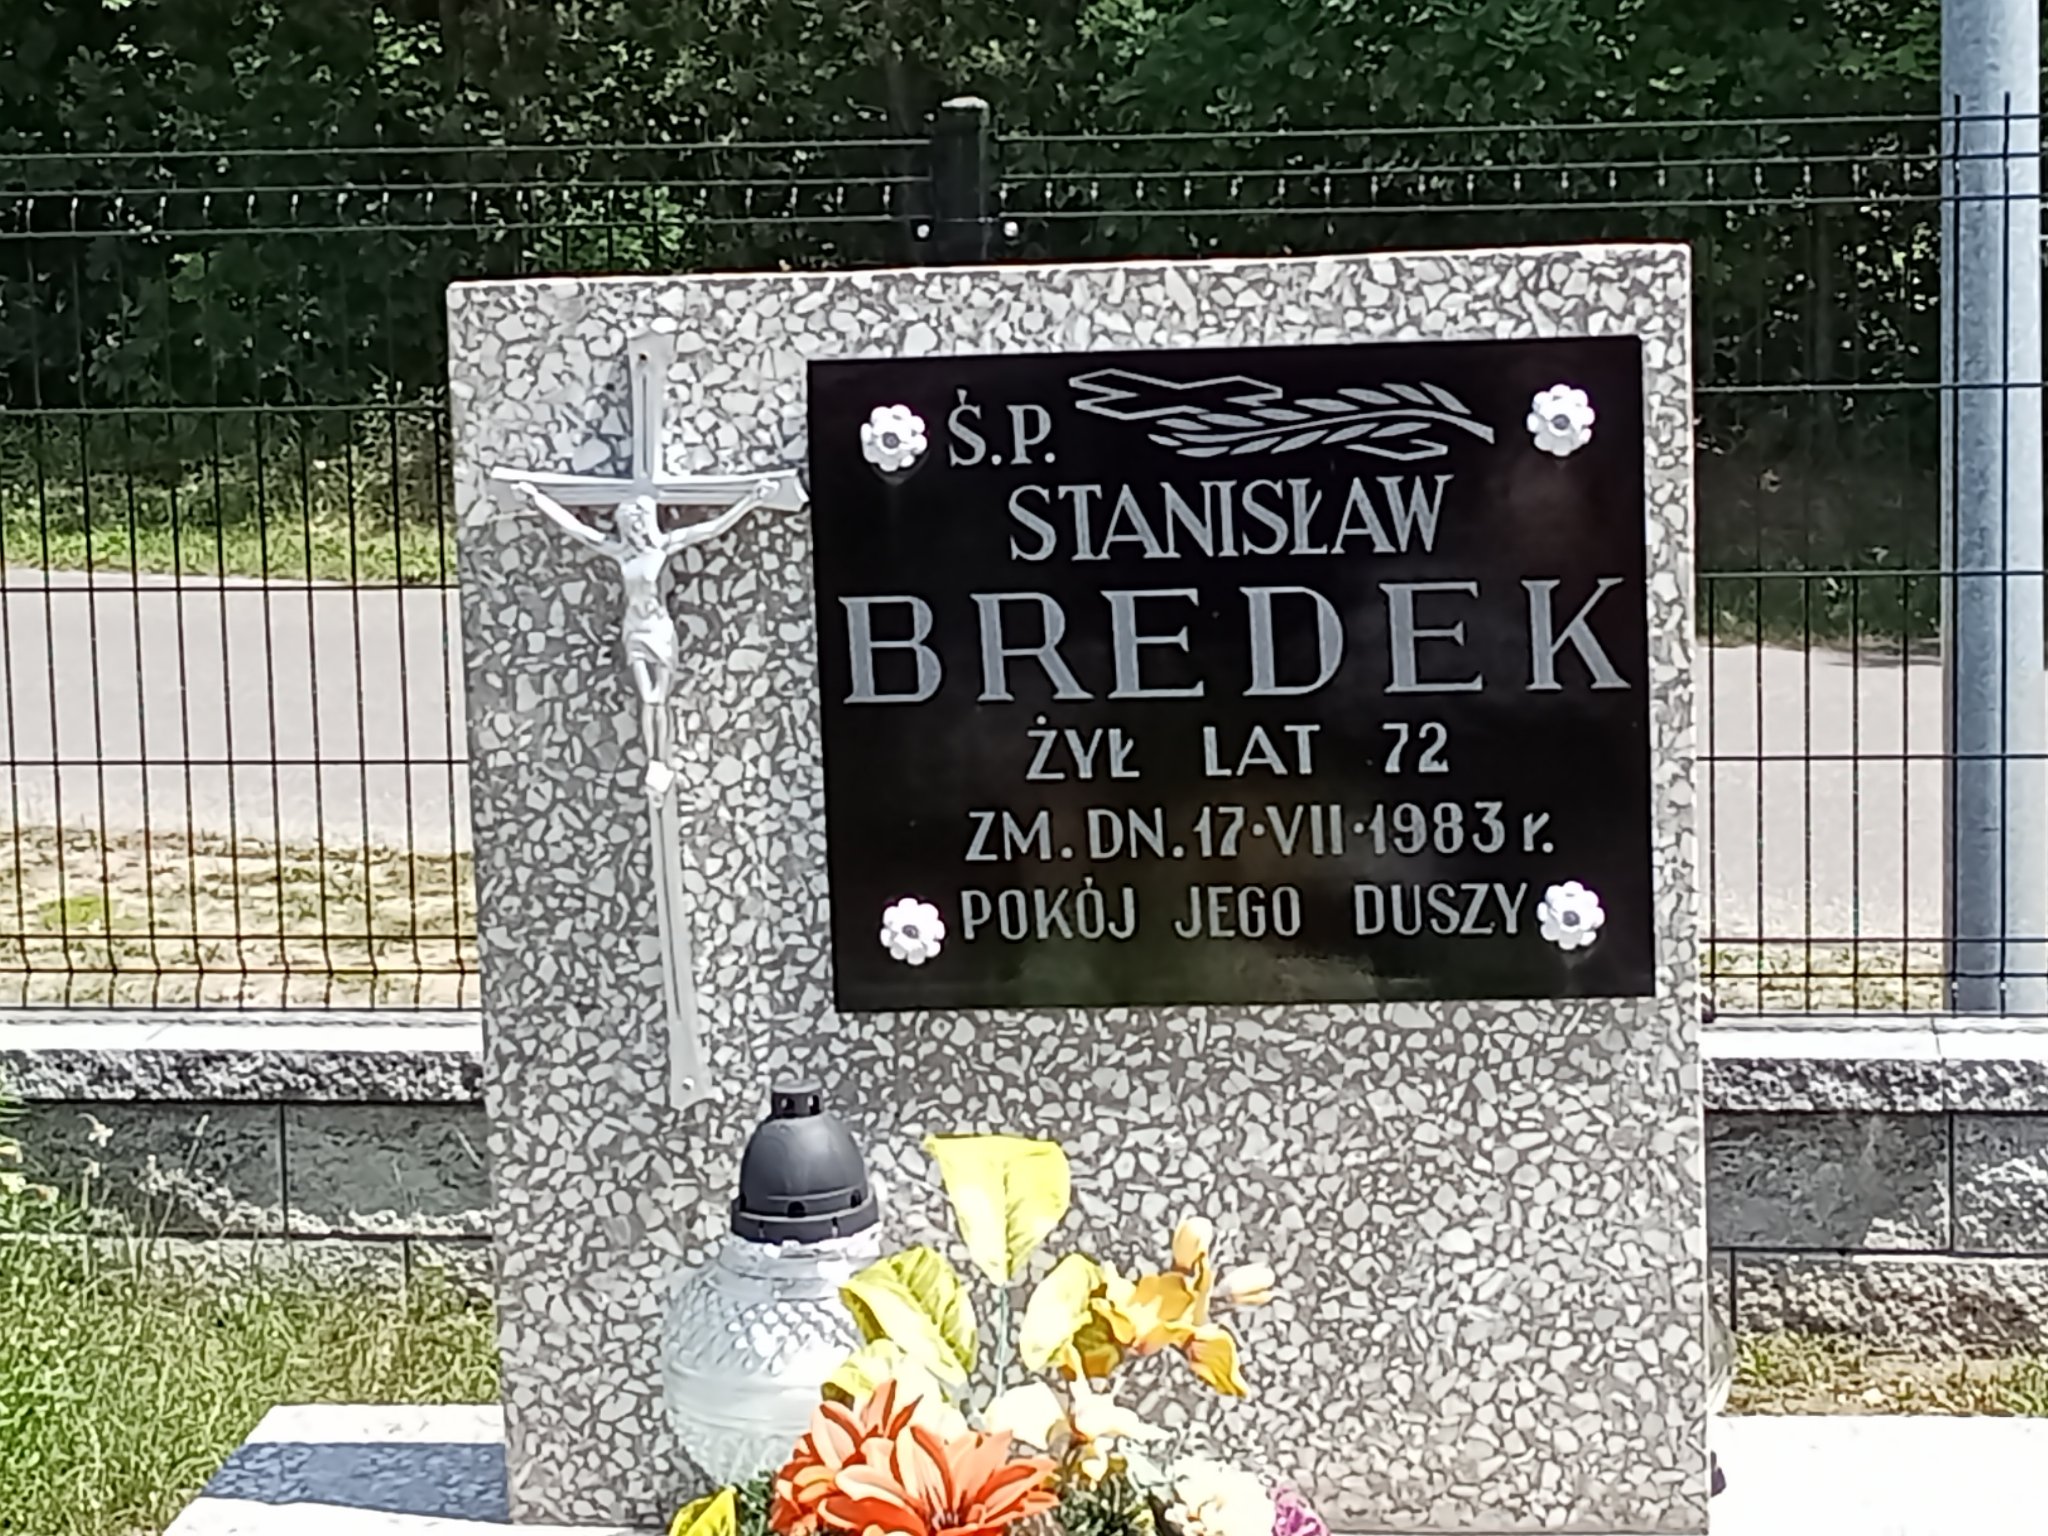 Ś.P.
STANISŁAW
BREDEK
ŻYŁ LAT 72
ZM. DN. 17·VII·1983 r.
POKÓJ JEGO DUSZY